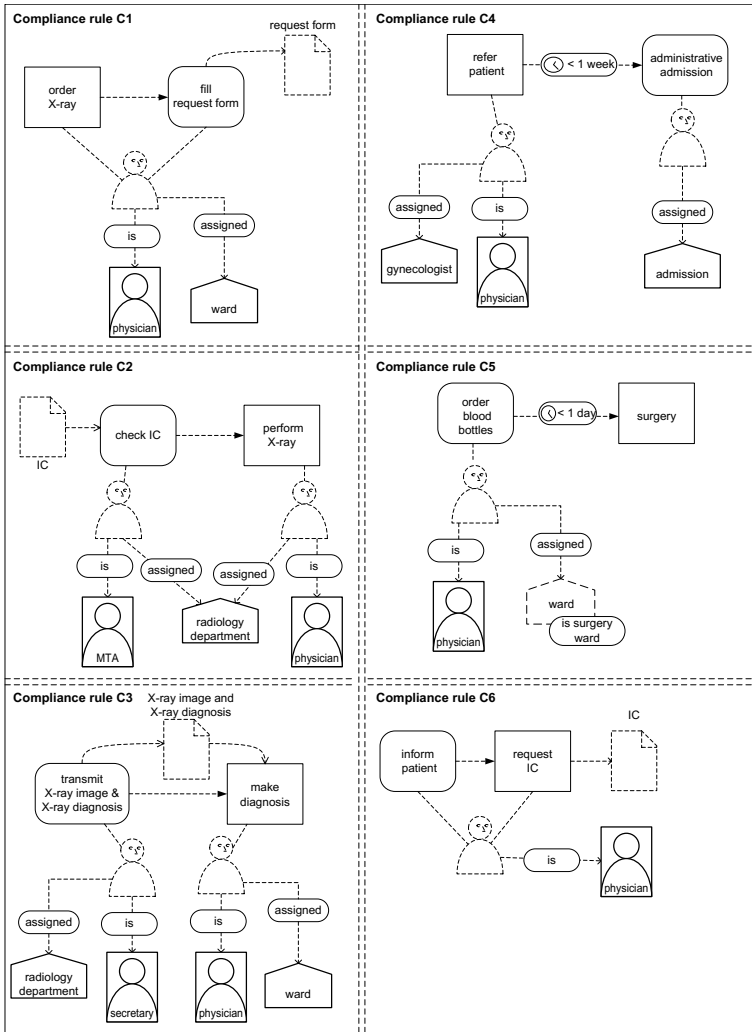 Compliance rule C1
request form
order
X-ray
fill
request form
is
assigned
physician
ward
Compliance rule C4
refer
patient
< 1 week
administrative
admission
assigned
is
assigned
gynecologist
physician
admission
Compliance rule C2
IC
check IC
perform
X-ray
is
assigned
assigned
is
MTA
radiology
department
physician
Compliance rule C5
order
blood
bottles
< 1 day
surgery
is
assigned
physician
ward
is surgery
ward
Compliance rule C3
X-ray image and
X-ray diagnosis
transmit
X-ray image &
X-ray diagnosis
make
diagnosis
assigned
is
is
assigned
radiology
department
secretary
physician
ward
Compliance rule C6
IC
inform
patient
request
IC
is
physician